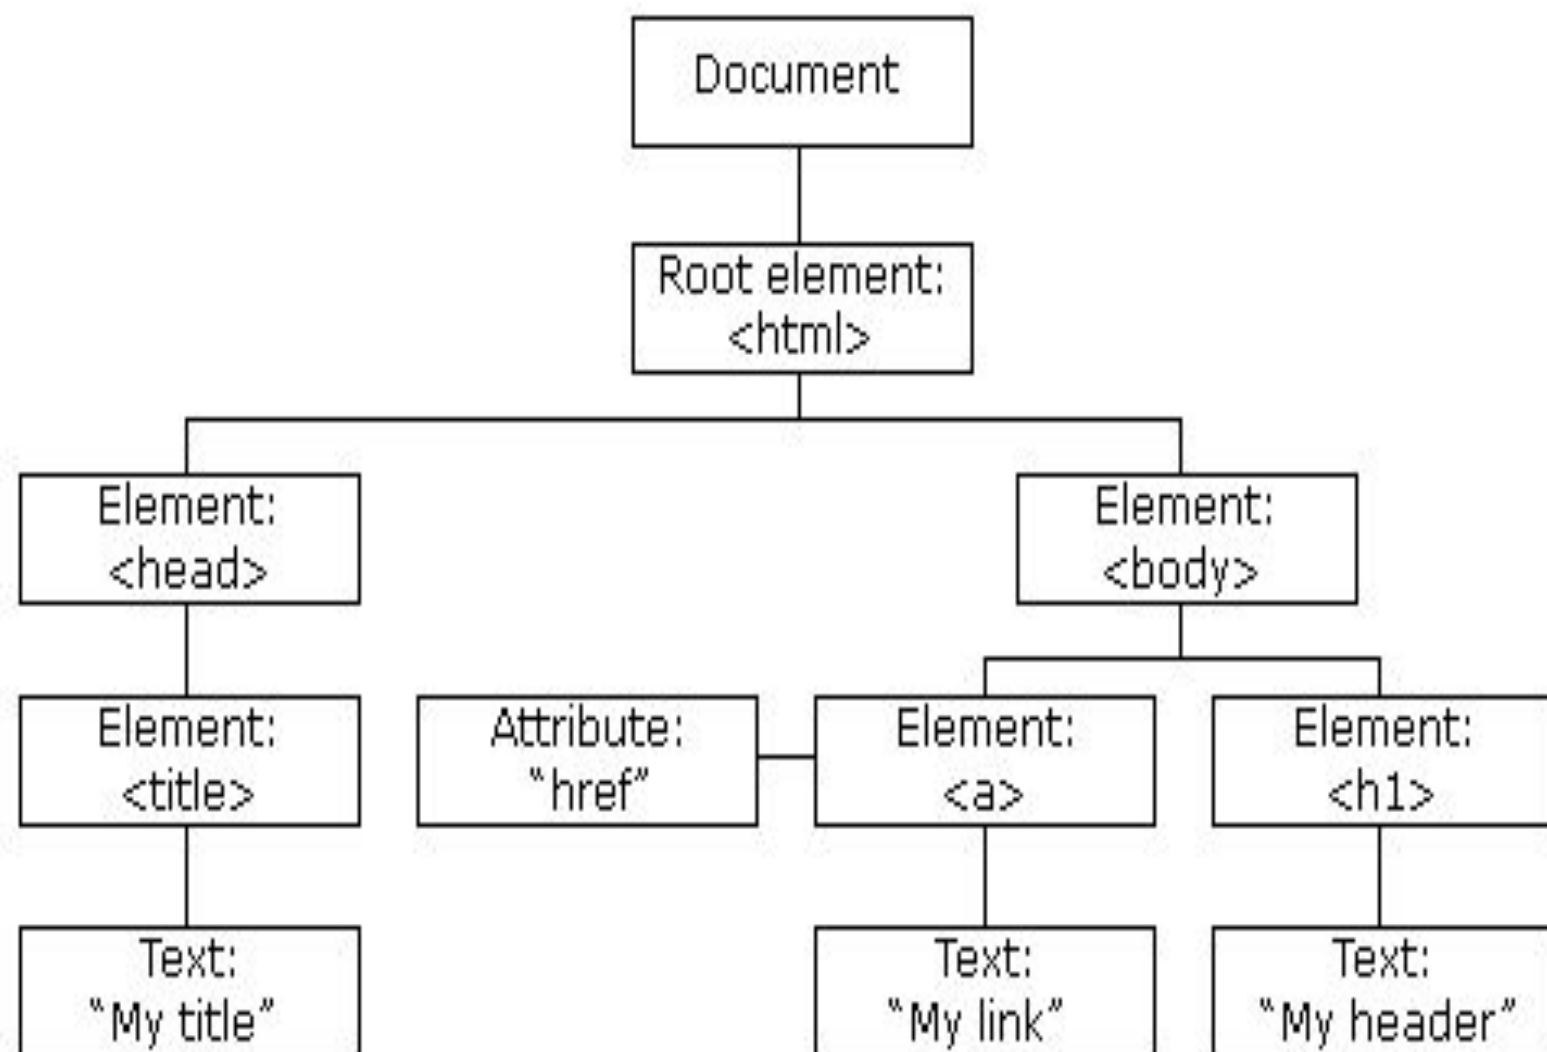 Document
Root element:
<html>
Element:
<head>
Element:
<body>
Element:
<title>
Attribute:
“href”
Element:
<a>
Element:
<h1>
Text:
“My title”
Text:
“My link”
Text:
“My header”